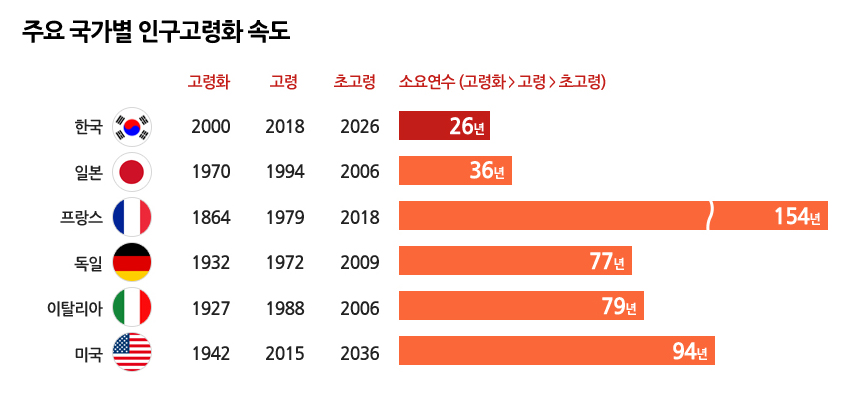 주요 국가별 인구고령화 속도
고령화 고령 초고령 소요연수 (고령화 > 고령 > 초고령)
한국 2000 2018 2026 26년
일본 1970 1994 2006 36년
프랑스 1864 1979 2018 154년
독일 1932 1972 2009 77년
이탈리아 1927 1988 2006 79년
미국 1942 2015 2036 94년